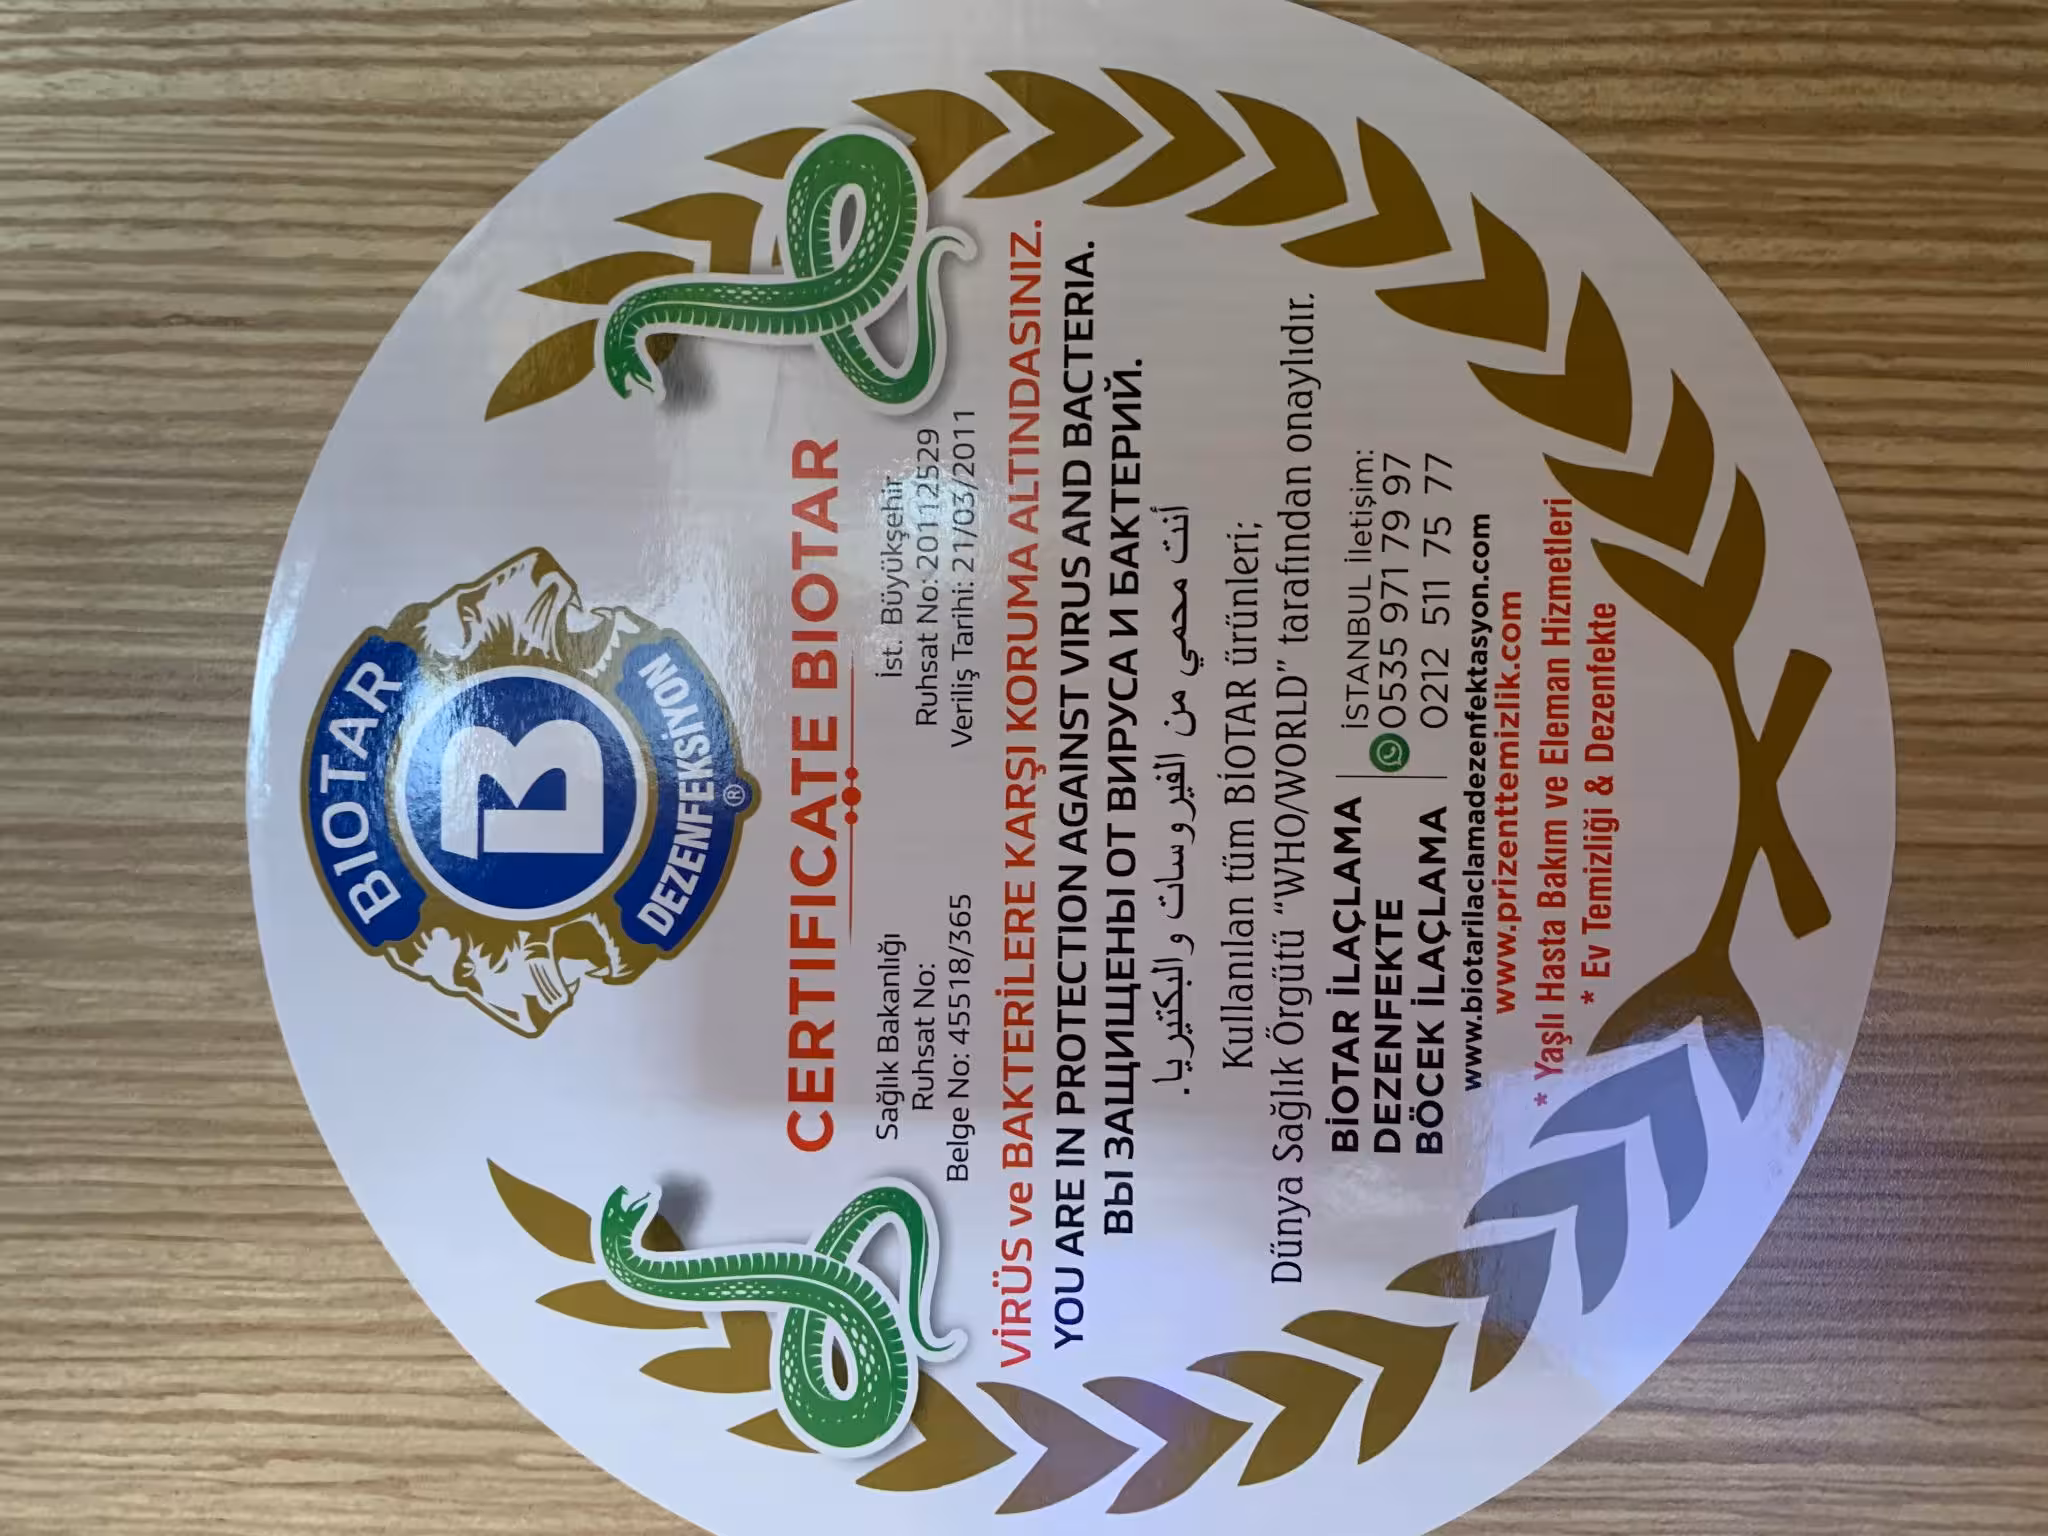 BIOTAR
B
DEZENFEKSİYON
®
CERTIFICATE BIOTAR
Sağlık Bakanlığı
Ruhsat No:
Belge No: 45518/365
İst. Büyükşehir
Ruhsat No: 201112529
Veriliş Tarihi: 21/03/2011
VİRÜS ve BAKTERİLERE KARŞI KORUMA ALTINDASINIZ.
YOU ARE IN PROTECTION AGAINST VIRUS AND BACTERIA.
ВЫ ЗАЩИЩЕНЫ ОТ ВИРУСА И БАКТЕРИЙ.
أنت محمي من الفيروسات والبكتيريا.
Kullanılan tüm BİOTAR ürünleri;
Dünya Sağlık Örgütü “WHO/WORLD” tarafından onaylıdır.
BİOTAR İLAÇLAMA
DEZENFEKTE
BÖCEK İLAÇLAMA
İSTANBUL İletişim:
0535 971 79 97
0212 511 75 77
www.biotarilaclamadezenfektasyon.com
www.prizenttemizlik.com
* Yaşlı Hasta Bakım ve Eleman Hizmetleri
* Ev Temizliği & Dezenfekte